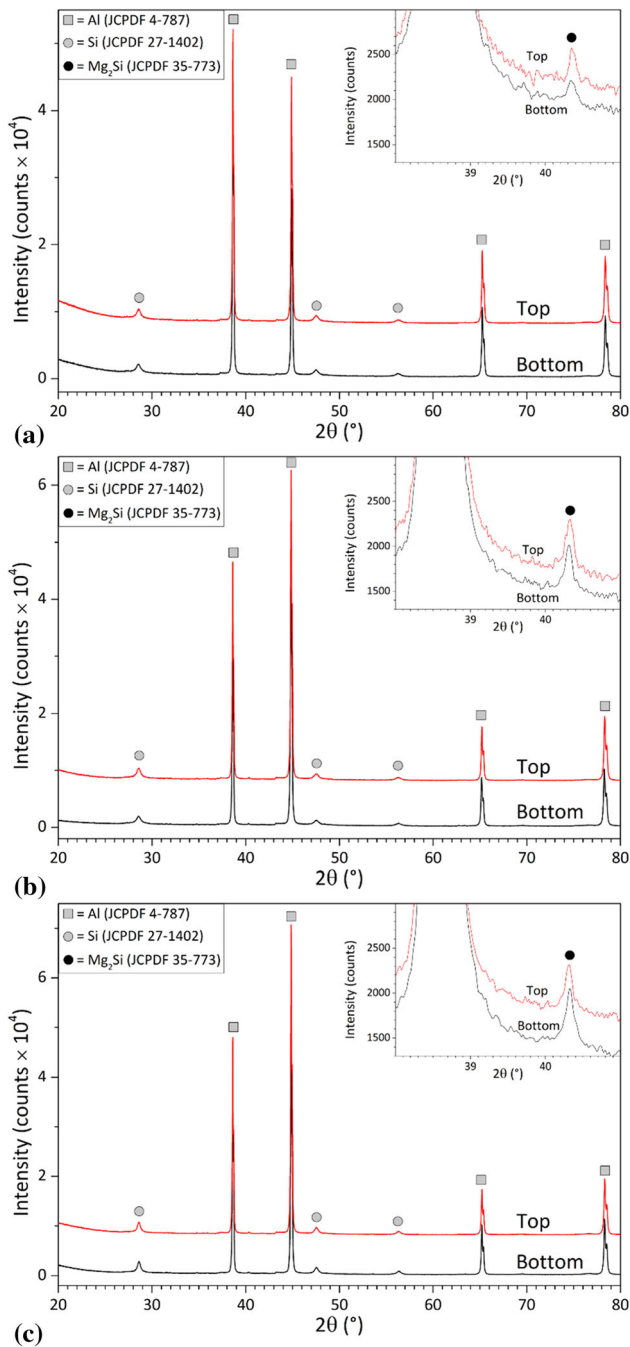 = Al (JCPDF 4-787)
= Si (JCPDF 27-1402)
= Mg₂Si (JCPDF 35-773)
Intensity (counts × 10⁴)
4
2
0
20 30 40 50 60 70 80
2θ (°)
Top
Bottom
Intensity (counts)
2500
2000
1500
39 40
2θ (°)
Top
Bottom
(a)
= Al (JCPDF 4-787)
= Si (JCPDF 27-1402)
= Mg₂Si (JCPDF 35-773)
Intensity (counts × 10⁴)
6
4
2
0
20 30 40 50 60 70 80
2θ (°)
Top
Bottom
Intensity (counts)
2500
2000
1500
39 40
2θ (°)
Top
Bottom
(b)
= Al (JCPDF 4-787)
= Si (JCPDF 27-1402)
= Mg₂Si (JCPDF 35-773)
Intensity (counts × 10⁴)
6
4
2
0
20 30 40 50 60 70 80
2θ (°)
Top
Bottom
Intensity (counts)
2500
2000
1500
39 40
2θ (°)
Top
Bottom
(c)